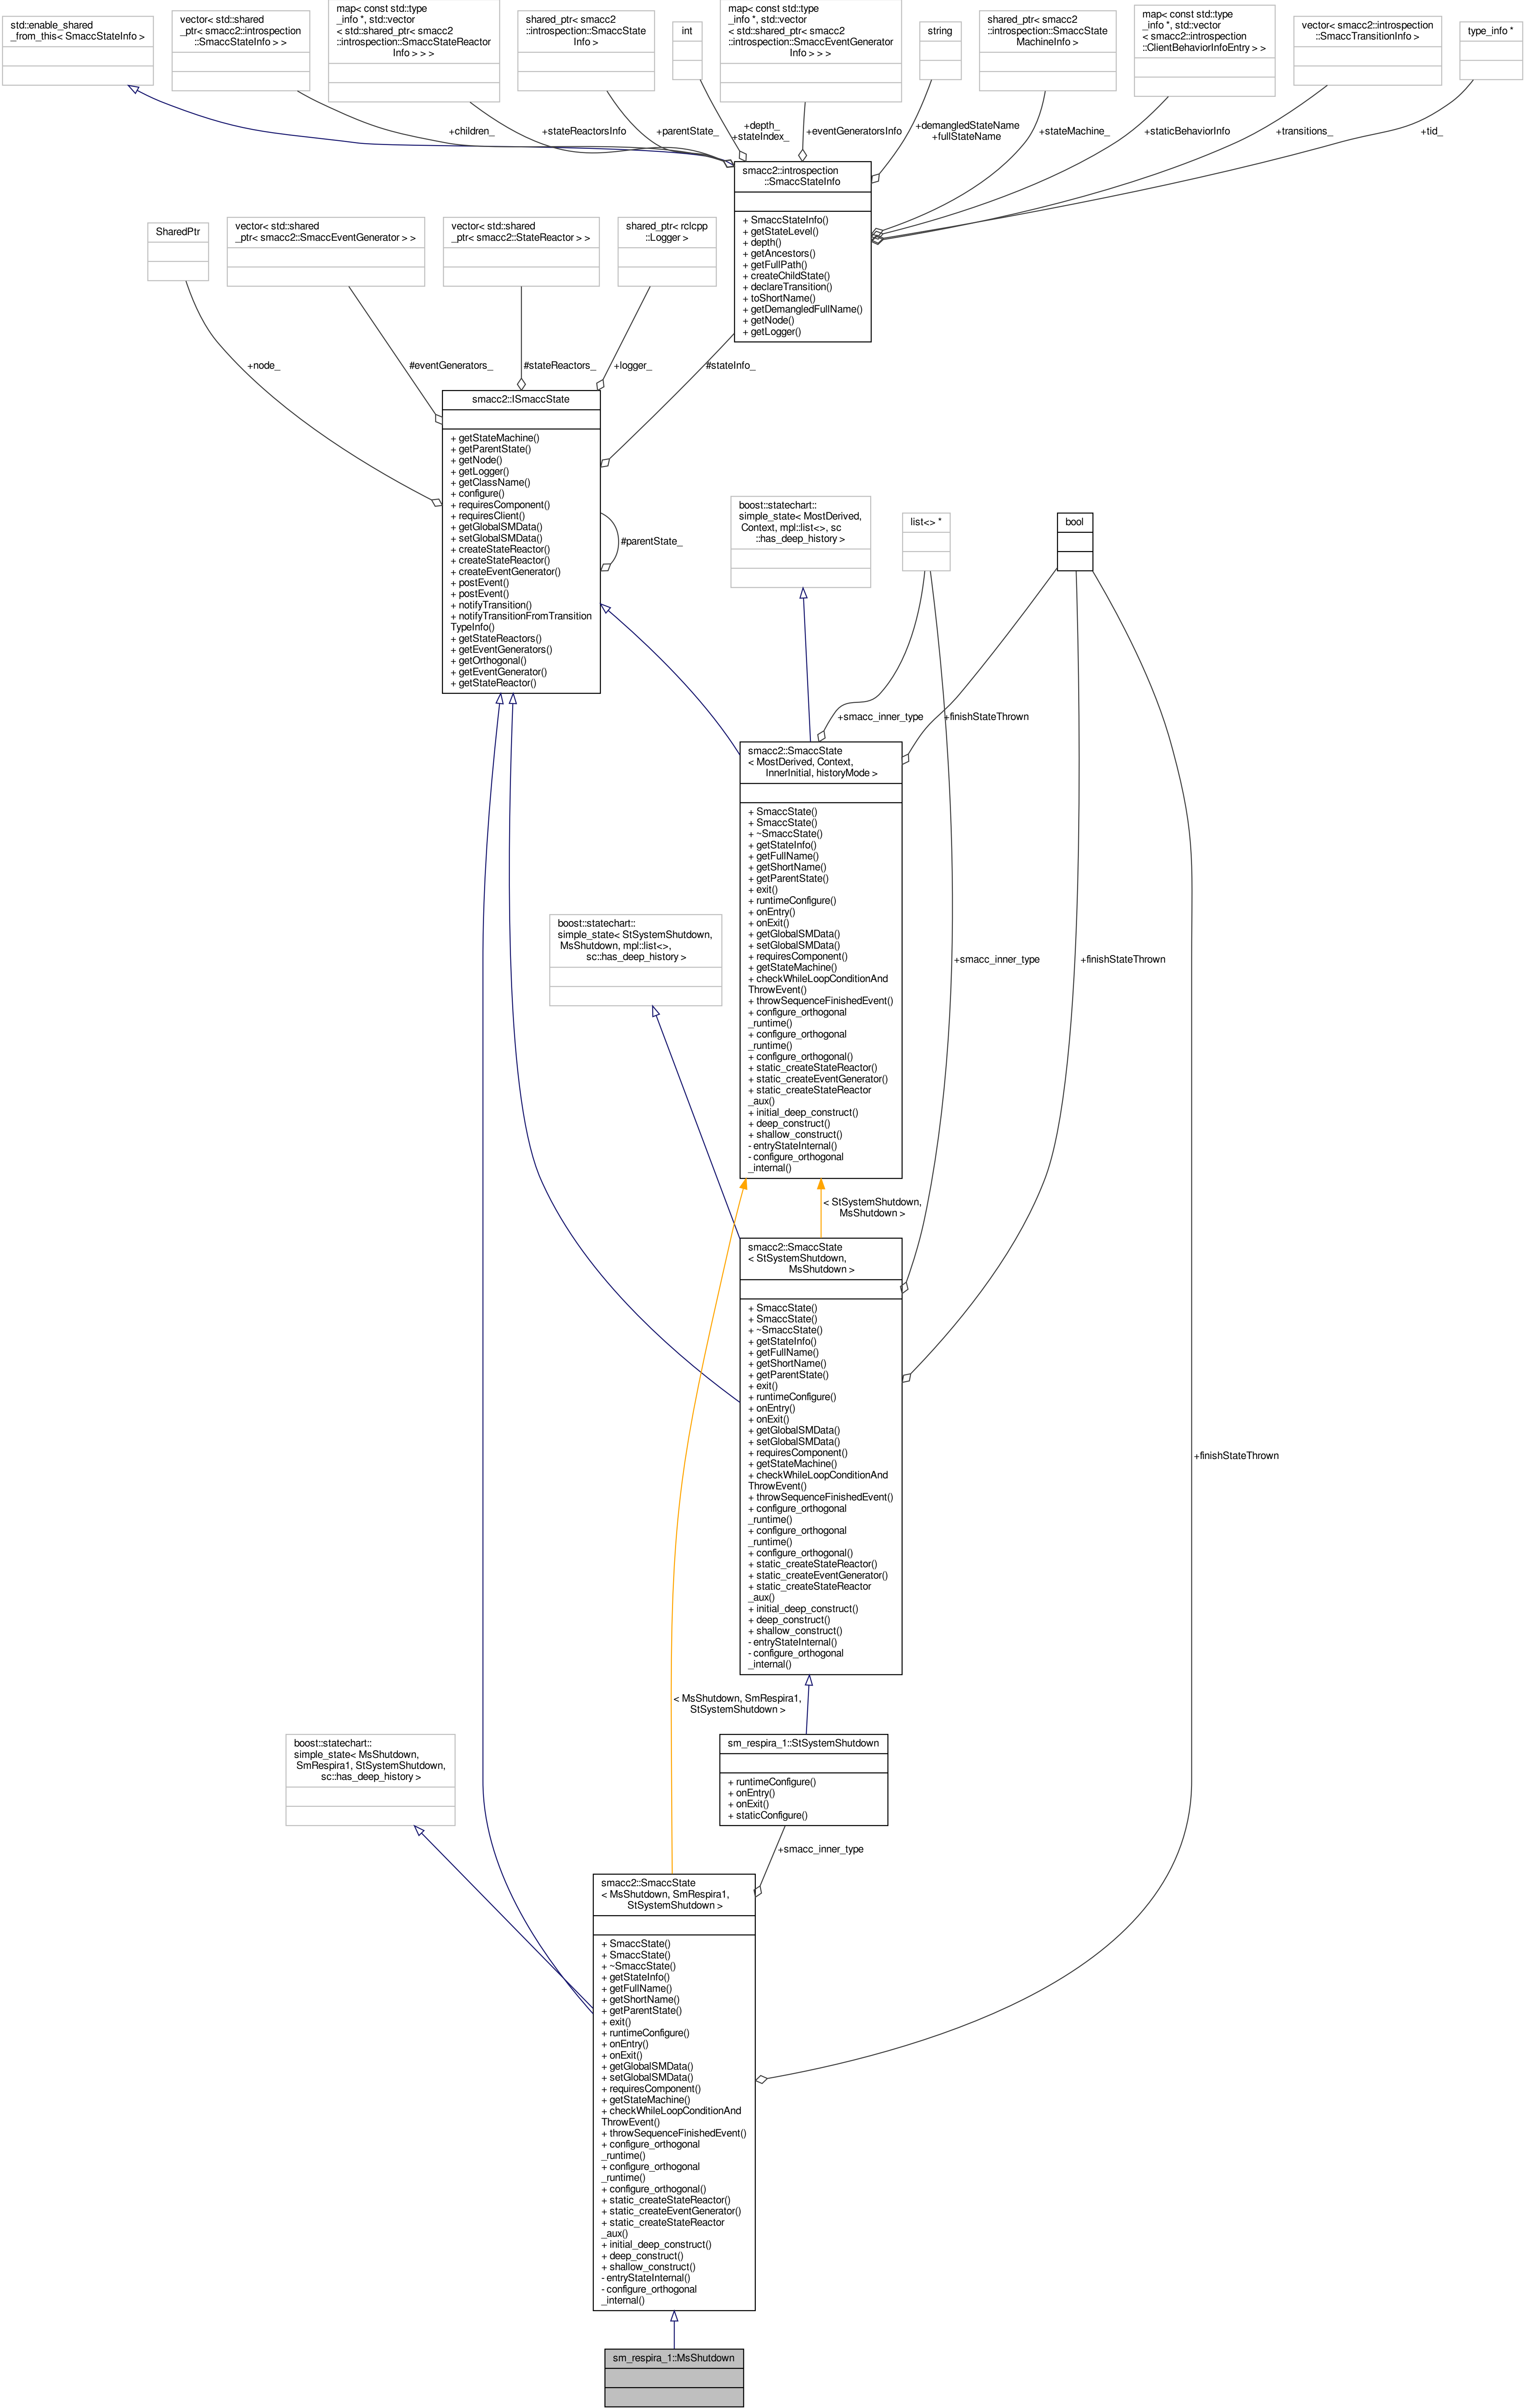 std::enable_shared
_from_this< SmaccStateInfo >
vector< std::shared
_ptr< smacc2::introspection
::SmaccStateInfo > >
map< const std::type
_info *, std::vector
< std::shared_ptr< smacc2
::introspection::SmaccStateReactor
Info > > >
shared_ptr< smacc2
::introspection::SmaccState
Info >
int
map< const std::type
_info *, std::vector
< std::shared_ptr< smacc2
::introspection::SmaccEventGenerator
Info > > >
string
shared_ptr< smacc2
::introspection::SmaccState
MachineInfo >
map< const std::type
_info *, std::vector
< smacc2::introspection
::ClientBehaviorInfoEntry > >
vector< smacc2::introspection
::SmaccTransitionInfo >
type_info *
+children_
+stateReactorsInfo
+parentState_
+depth_
+stateIndex_
+eventGeneratorsInfo
+demangledStateName
+fullStateName
+stateMachine_
+staticBehaviorInfo
+transitions_
+tid_
smacc2::introspection
::SmaccStateInfo
+ SmaccStateInfo()
+ getStateLevel()
+ depth()
+ getAncestors()
+ getFullPath()
+ createChildState()
+ declareTransition()
+ toShortName()
+ getDemangledFullName()
+ getNode()
+ getLogger()
SharedPtr
vector< std::shared
_ptr< smacc2::SmaccEventGenerator > >
vector< std::shared
_ptr< smacc2::StateReactor > >
shared_ptr< rclcpp
::Logger >
+node_
#eventGenerators_
#stateReactors_
+logger_
#stateInfo_
smacc2::ISmaccState
+ getStateMachine()
+ getParentState()
+ getNode()
+ getLogger()
+ getClassName()
+ configure()
+ requiresComponent()
+ requiresClient()
+ getGlobalSMData()
+ setGlobalSMData()
+ createStateReactor()
+ createStateReactor()
+ createEventGenerator()
+ postEvent()
+ postEvent()
+ notifyTransition()
+ notifyTransitionFromTransition
TypeInfo()
+ getStateReactors()
+ getEventGenerators()
+ getOrthogonal()
+ getEventGenerator()
+ getStateReactor()
#parentState_
boost::statechart::
simple_state< MostDerived,
Context, mpl::list<>, sc
::has_deep_history >
list<> *
bool
+smacc_inner_type
+finishStateThrown
smacc2::SmaccState
< MostDerived, Context,
InnerInitial, historyMode >
+ SmaccState()
+ SmaccState()
+ ~SmaccState()
+ getStateInfo()
+ getFullName()
+ getShortName()
+ getParentState()
+ exit()
+ runtimeConfigure()
+ onEntry()
+ onExit()
+ getGlobalSMData()
+ setGlobalSMData()
+ requiresComponent()
+ getStateMachine()
+ checkWhileLoopConditionAnd
ThrowEvent()
+ throwSequenceFinishedEvent()
+ configure_orthogonal
_runtime()
+ configure_orthogonal
_runtime()
+ configure_orthogonal()
+ static_createStateReactor()
+ static_createEventGenerator()
+ static_createStateReactor
_aux()
+ initial_deep_construct()
+ deep_construct()
+ shallow_construct()
- entryStateInternal()
- configure_orthogonal
_internal()
boost::statechart::
simple_state< StSystemShutdown,
MsShutdown, mpl::list<>,
sc::has_deep_history >
+smacc_inner_type
+finishStateThrown
< StSystemShutdown,
MsShutdown >
smacc2::SmaccState
< StSystemShutdown,
MsShutdown >
+ SmaccState()
+ SmaccState()
+ ~SmaccState()
+ getStateInfo()
+ getFullName()
+ getShortName()
+ getParentState()
+ exit()
+ runtimeConfigure()
+ onEntry()
+ onExit()
+ getGlobalSMData()
+ setGlobalSMData()
+ requiresComponent()
+ getStateMachine()
+ checkWhileLoopConditionAnd
ThrowEvent()
+ throwSequenceFinishedEvent()
+ configure_orthogonal
_runtime()
+ configure_orthogonal
_runtime()
+ configure_orthogonal()
+ static_createStateReactor()
+ static_createEventGenerator()
+ static_createStateReactor
_aux()
+ initial_deep_construct()
+ deep_construct()
+ shallow_construct()
- entryStateInternal()
- configure_orthogonal
_internal()
+finishStateThrown
< MsShutdown, SmRespira1,
StSystemShutdown >
boost::statechart::
simple_state< MsShutdown,
SmRespira1, StSystemShutdown,
sc::has_deep_history >
sm_respira_1::StSystemShutdown
+ runtimeConfigure()
+ onEntry()
+ onExit()
+ staticConfigure()
+smacc_inner_type
smacc2::SmaccState
< MsShutdown, SmRespira1,
StSystemShutdown >
+ SmaccState()
+ SmaccState()
+ ~SmaccState()
+ getStateInfo()
+ getFullName()
+ getShortName()
+ getParentState()
+ exit()
+ runtimeConfigure()
+ onEntry()
+ onExit()
+ getGlobalSMData()
+ setGlobalSMData()
+ requiresComponent()
+ getStateMachine()
+ checkWhileLoopConditionAnd
ThrowEvent()
+ throwSequenceFinishedEvent()
+ configure_orthogonal
_runtime()
+ configure_orthogonal
_runtime()
+ configure_orthogonal()
+ static_createStateReactor()
+ static_createEventGenerator()
+ static_createStateReactor
_aux()
+ initial_deep_construct()
+ deep_construct()
+ shallow_construct()
- entryStateInternal()
- configure_orthogonal
_internal()
sm_respira_1::MsShutdown